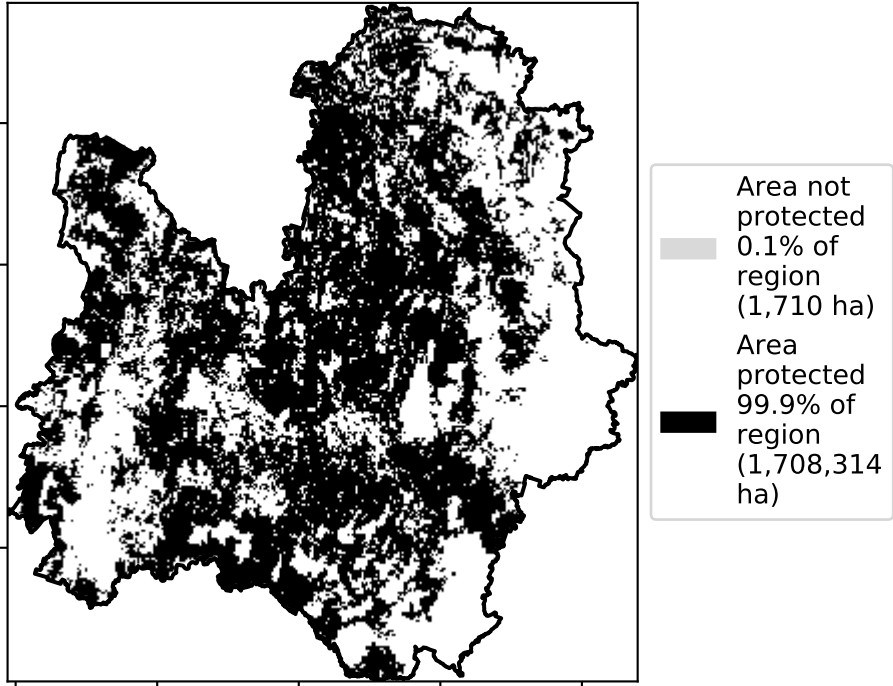 Area not
protected
0.1% of
region
(1,710 ha)
Area
protected
99.9% of
region
(1,708,314
ha)